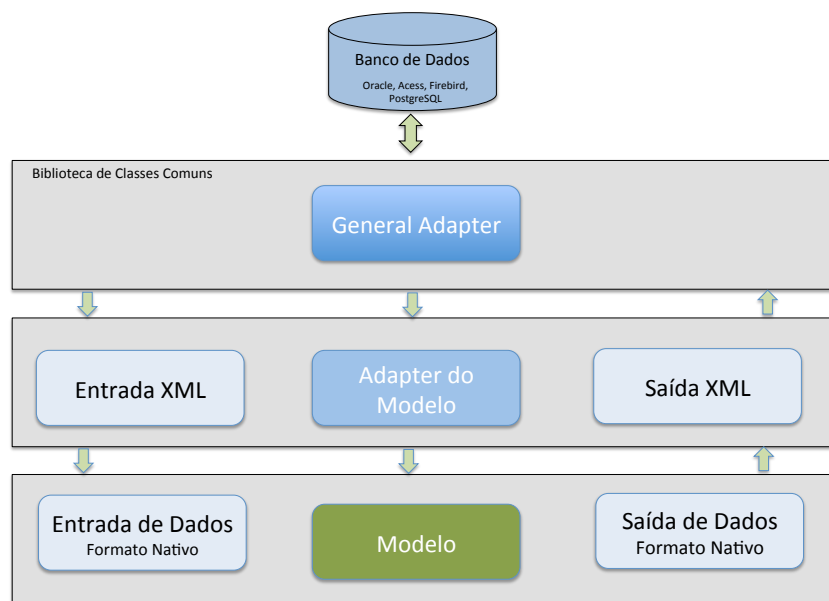 Banco de Dados
Oracle, Acess, Firebird,
PostgreSQL
Biblioteca de Classes Comuns
General Adapter
Entrada XML
Adapter do
Modelo
Saída XML
Entrada de Dados
Formato Nativo
Modelo
Saída de Dados
Formato Nativo